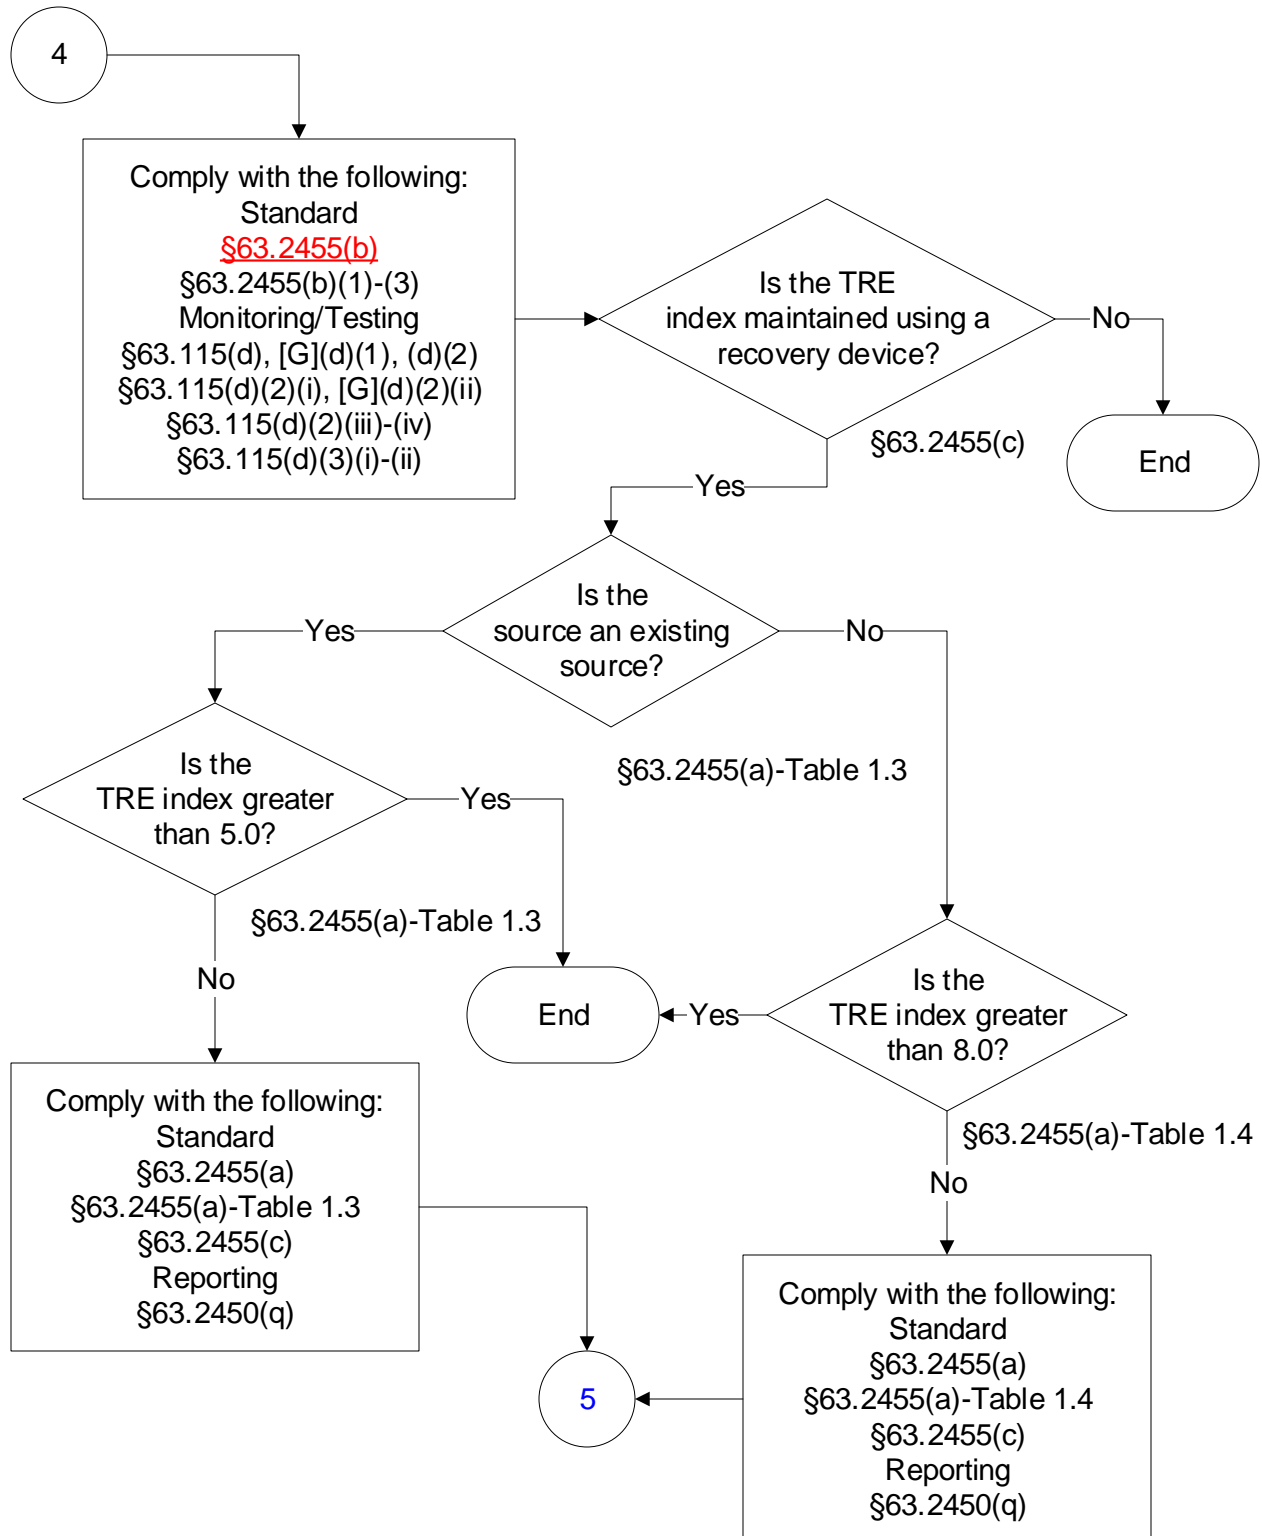 4
Comply with the following:
Standard
§63.2455(b)
§63.2455(b)(1)-(3)
Monitoring/Testing
§63.115(d), [G](d)(1), (d)(2)
§63.115(d)(2)(i), [G](d)(2)(ii)
§63.115(d)(2)(iii)-(iv)
§63.115(d)(3)(i)-(ii)
Is the TRE
index maintained using a
recovery device?
No
End
§63.2455(c)
Yes
Is the
source an existing
source?
Yes
No
§63.2455(a)-Table 1.3
Is the
TRE index greater
than 5.0?
Yes
§63.2455(a)-Table 1.3
No
End
Yes
Is the
TRE index greater
than 8.0?
§63.2455(a)-Table 1.4
No
Comply with the following:
Standard
§63.2455(a)
§63.2455(a)-Table 1.3
§63.2455(c)
Reporting
§63.2450(q)
5
Comply with the following:
Standard
§63.2455(a)
§63.2455(a)-Table 1.4
§63.2455(c)
Reporting
§63.2450(q)